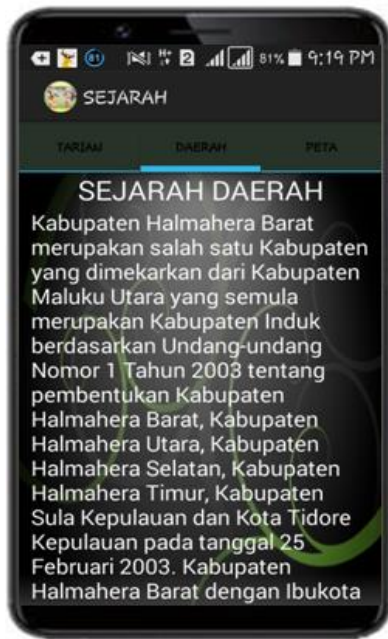 81 2 81% 9:19 PM
SEJARAH
TARIAN DAERAH PETA
SEJARAH DAERAH
Kabupaten Halmahera Barat
merupakan salah satu Kabupaten
yang dimekarkan dari Kabupaten
Maluku Utara yang semula
merupakan Kabupaten Induk
berdasarkan Undang-undang
Nomor 1 Tahun 2003 tentang
pembentukan Kabupaten
Halmahera Barat, Kabupaten
Halmahera Utara, Kabupaten
Halmahera Selatan, Kabupaten
Halmahera Timur, Kabupaten
Sula Kepulauan dan Kota Tidore
Kepulauan pada tanggal 25
Februari 2003. Kabupaten
Halmahera Barat dengan Ibukota